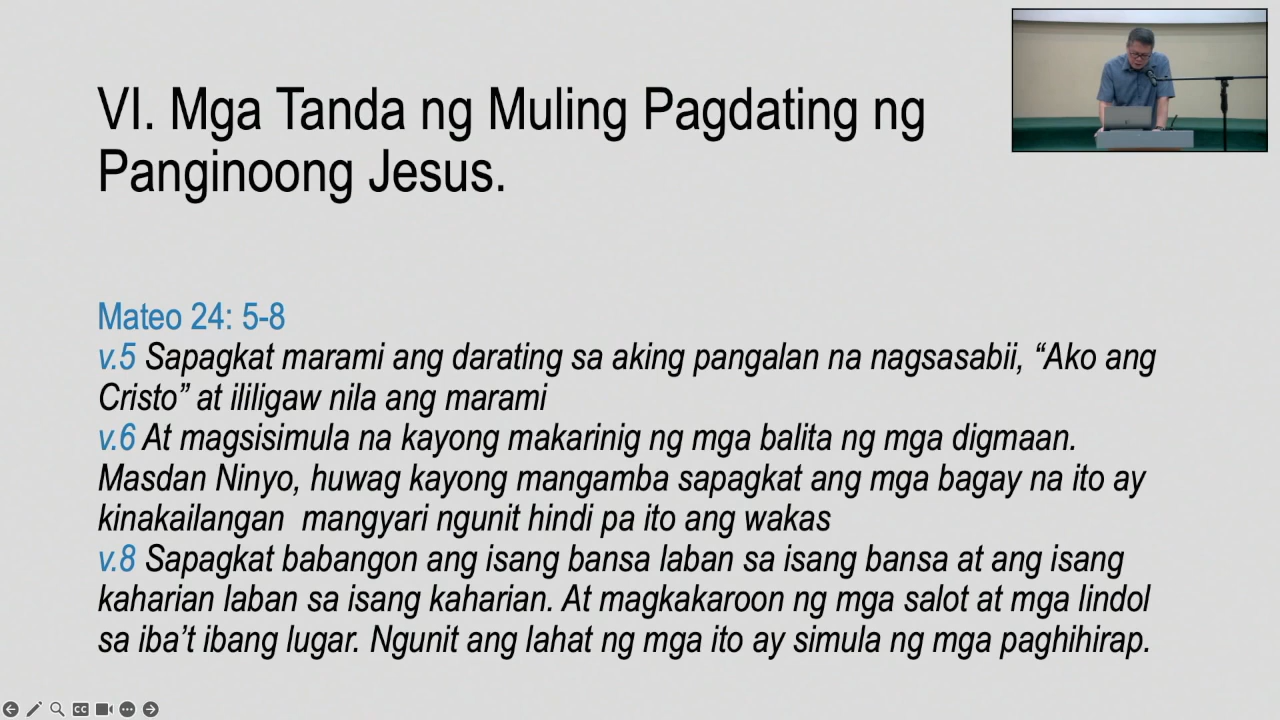 VI. Mga Tanda ng Muling Pagdating ng
Panginoong Jesus.
Mateo 24: 5-8
v.5 Sapagkat marami ang darating sa aking pangalan na nagsasabii, “Ako ang
Cristo” at ililigaw nila ang marami
v.6 At magsisimula na kayong makarinig ng mga balita ng mga digmaan.
Masdan Ninyo, huwag kayong mangamba sapagkat ang mga bagay na ito ay
kinakailangan  mangyari ngunit hindi pa ito ang wakas
v.8 Sapagkat babangon ang isang bansa laban sa isang bansa at ang isang
kaharian laban sa isang kaharian. At magkakaroon ng mga salot at mga lindol
sa iba’t ibang lugar. Ngunit ang lahat ng mga ito ay simula ng mga paghihirap.
CC